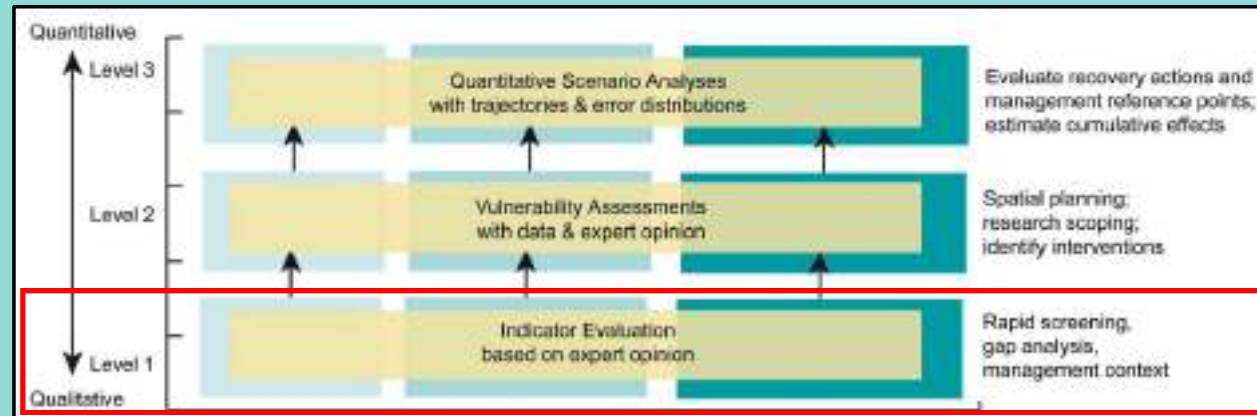 Quantitative
Level 3
Quantitative Scenario Analyses
with trajectories & error distributions
Evaluate recovery actions and
management reference points;
estimate cumulative effects
Level 2
Vulnerability Assessments
with data & expert opinion
Spatial planning;
research scoping;
identify interventions
Indicator Evaluation
based on expert opinion
Rapid screening,
gap analysis,
management context
Level 1
Qualitative